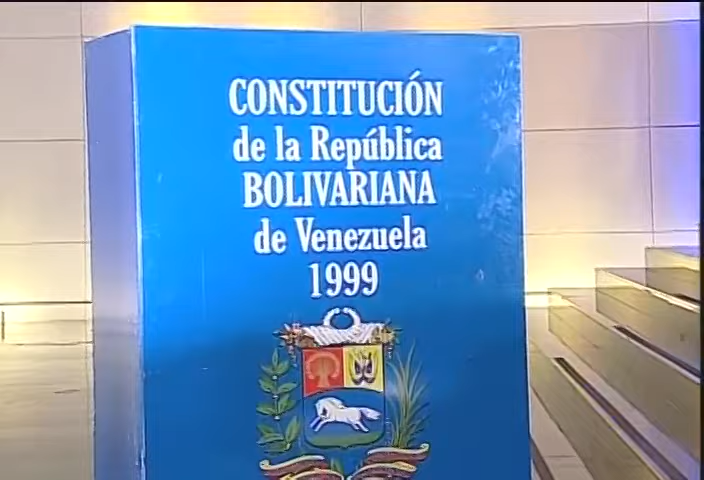 CONSTITUCIÓN
de la República
BOLIVARIANA
de Venezuela
1999